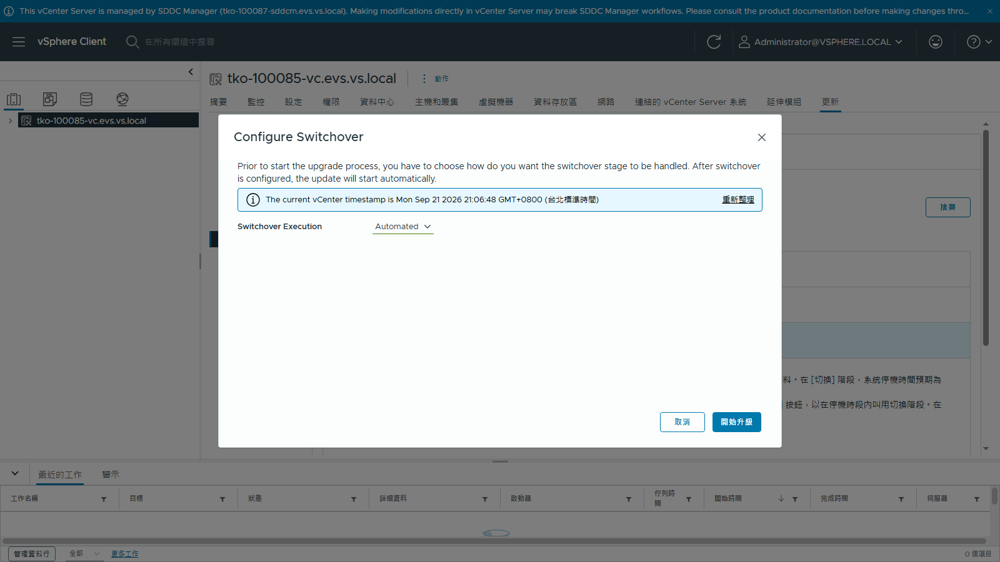 This vCenter Server is managed by SDDC Manager (tko-100087-sddcm.evs.vs.local). Making modifications directly in vCenter Server may break SDDC Manager workflows. Please consult the product documentation before making changes thro...
vSphere Client
在所有環境中搜尋
Administrator@VSPHERE.LOCAL
tko-100085-vc.evs.vs.local
動作
摘要 監控 設定 權限 資料中心 主機和叢集 虛擬機器 資料存放區 網路 連結的 vCenter Server 系統 延伸模組 更新
tko-100085-vc.evs.vs.local
Configure Switchover
Prior to start the upgrade process, you have to choose how do you want the switchover stage to be handled. After switchover
is configured, the update will start automatically.
The current vCenter timestamp is Mon Sep 21 2026 21:06:48 GMT+0800 (台北標準時間)
重新整理
捨棄
Switchover Execution
Automated
料。在 [切換] 階段，系統停機時間預期為
按鈕，以在停機時段內叫用切換階段。在
取消
開始升級
最近的工作 警示
工作名稱 目標 狀態 詳細資料 啟動器 佇列時間 開始時間 完成時間 伺服器
管理資料行 全部 更多工作
0 個項目